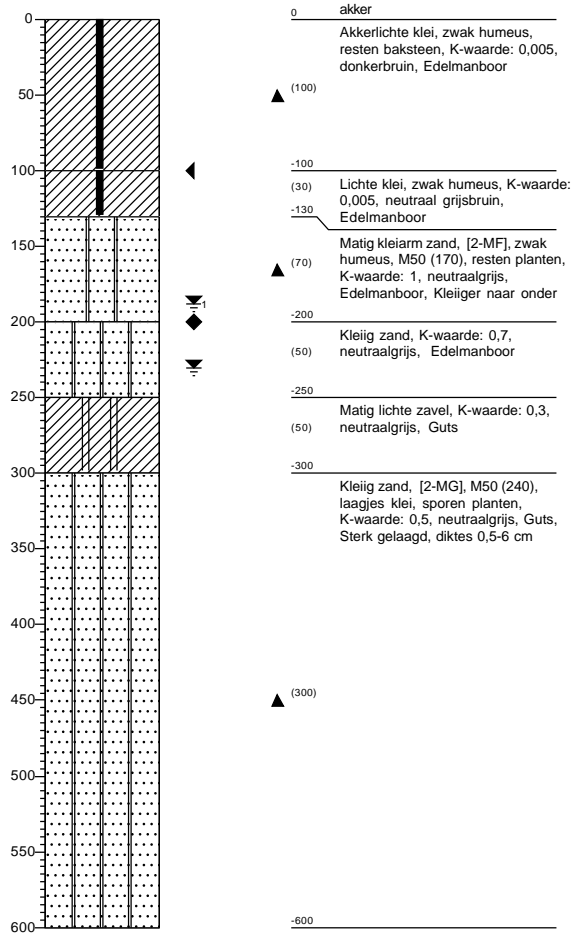 0
50
100
150
200
250
300
350
400
450
500
550
600
1
0
akker
Akkerlichte klei, zwak humeus,
resten baksteen, K-waarde: 0,005,
donkerbruin, Edelmanboor
(100)
-100
Lichte klei, zwak humeus, K-waarde:
0,005, neutraal grijsbruin,
Edelmanboor
(30)
-130
Matig kleiarm zand, [2-MF], zwak
humeus, M50 (170), resten planten,
K-waarde: 1, neutraalgrijs,
Edelmanboor, Kleiiger naar onder
(70)
-200
Kleiig zand, K-waarde: 0,7,
neutraalgrijs, Edelmanboor
(50)
-250
Matig lichte zavel, K-waarde: 0,3,
neutraalgrijs, Guts
(50)
-300
Kleiig zand, [2-MG], M50 (240),
laagjes klei, sporen planten,
K-waarde: 0,5, neutraalgrijs, Guts,
Sterk gelaagd, diktes 0,5-6 cm
(300)
-600